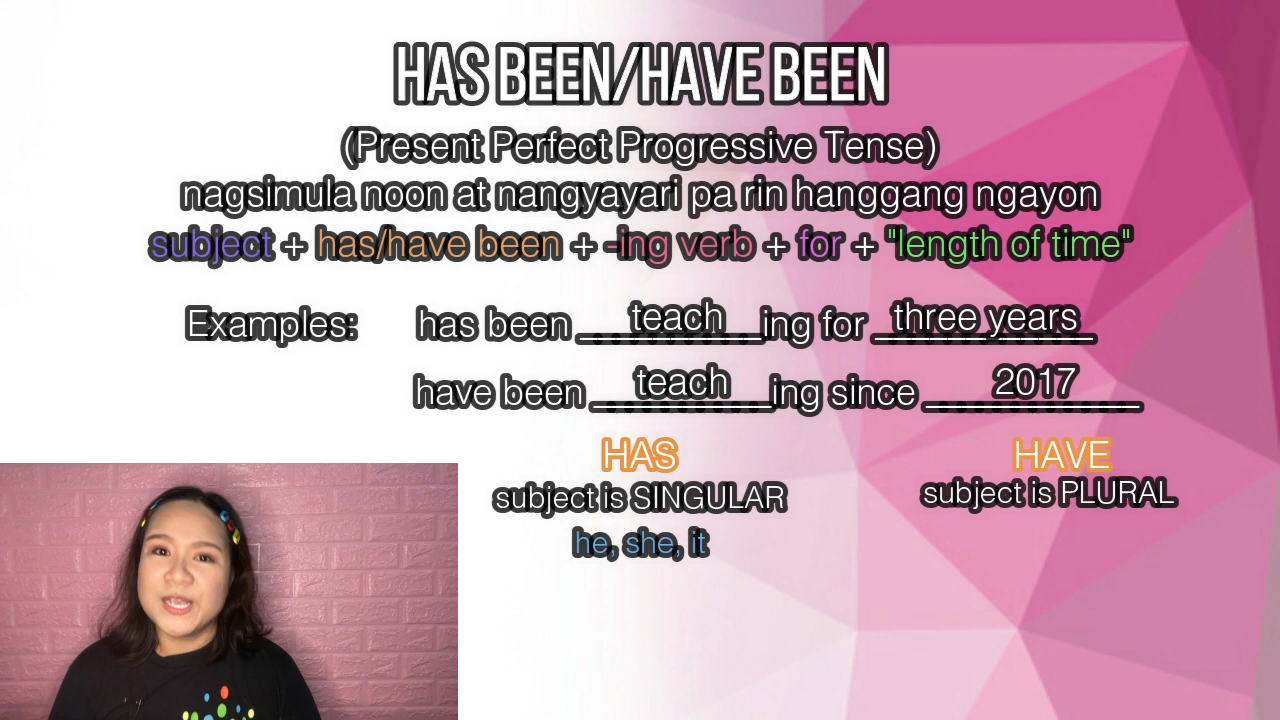 HAS BEEN/HAVE BEEN
(Present Perfect Progressive Tense)
nagsimula noon at nangyayari pa rin hanggang ngayon
subject + has/have been + -ing verb + for + "length of time"
Examples: has been teach ing for three years
have been teach ing since 2017
HAS HAVE
subject is SINGULAR subject is PLURAL
he, she, it